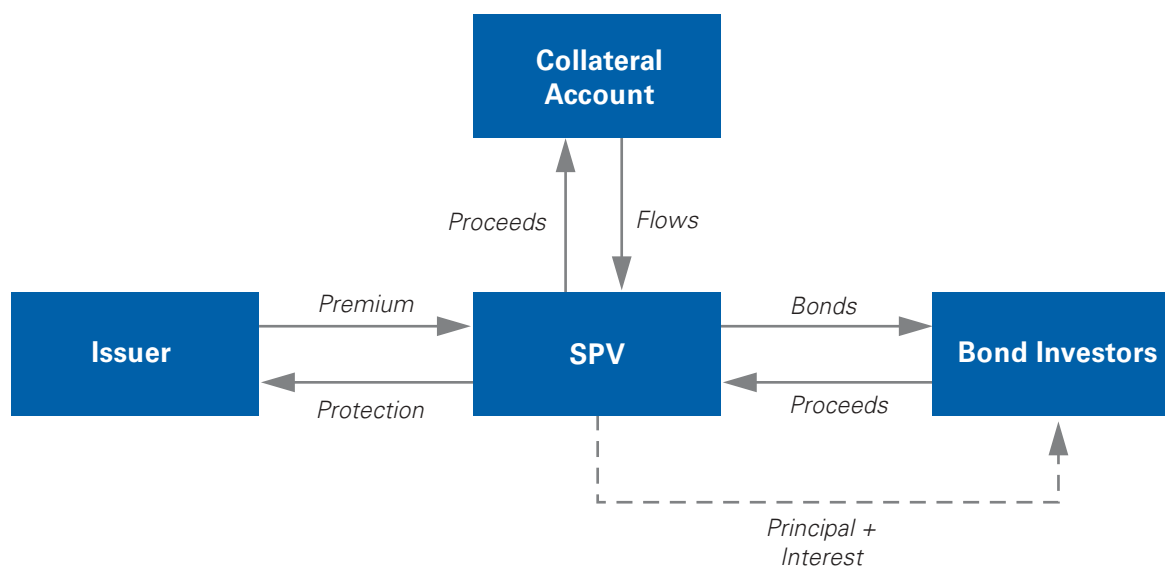 Collateral
Account
Proceeds
Flows
Premium
Bonds
Issuer
SPV
Bond Investors
Protection
Proceeds
Principal +
Interest